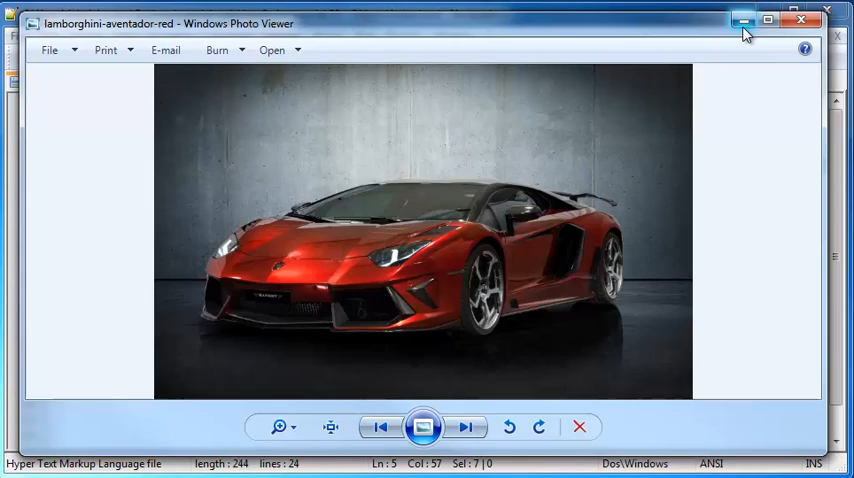 lamborghini-aventador-red - Windows Photo Viewer
File Print E-mail Burn Open
Hyper Text Markup Language file length : 244 lines : 24 Ln : 5 Col : 57 Sel : 7 | 0 Dos\Windows ANSI INS